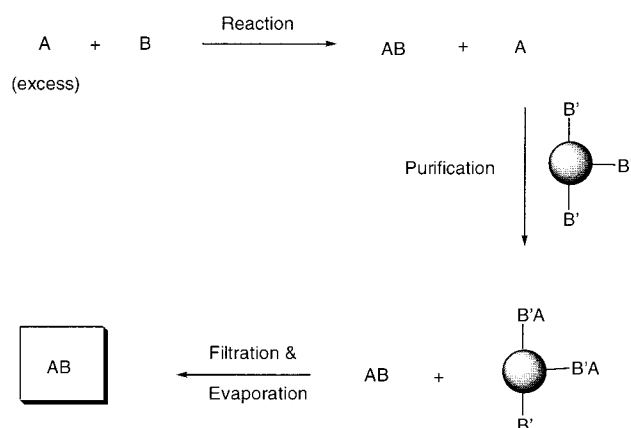 A + B Reaction AB + A
(excess)
B'
Purification
B
B'
B'A
AB
Filtration &
Evaporation
AB + B'A
B'